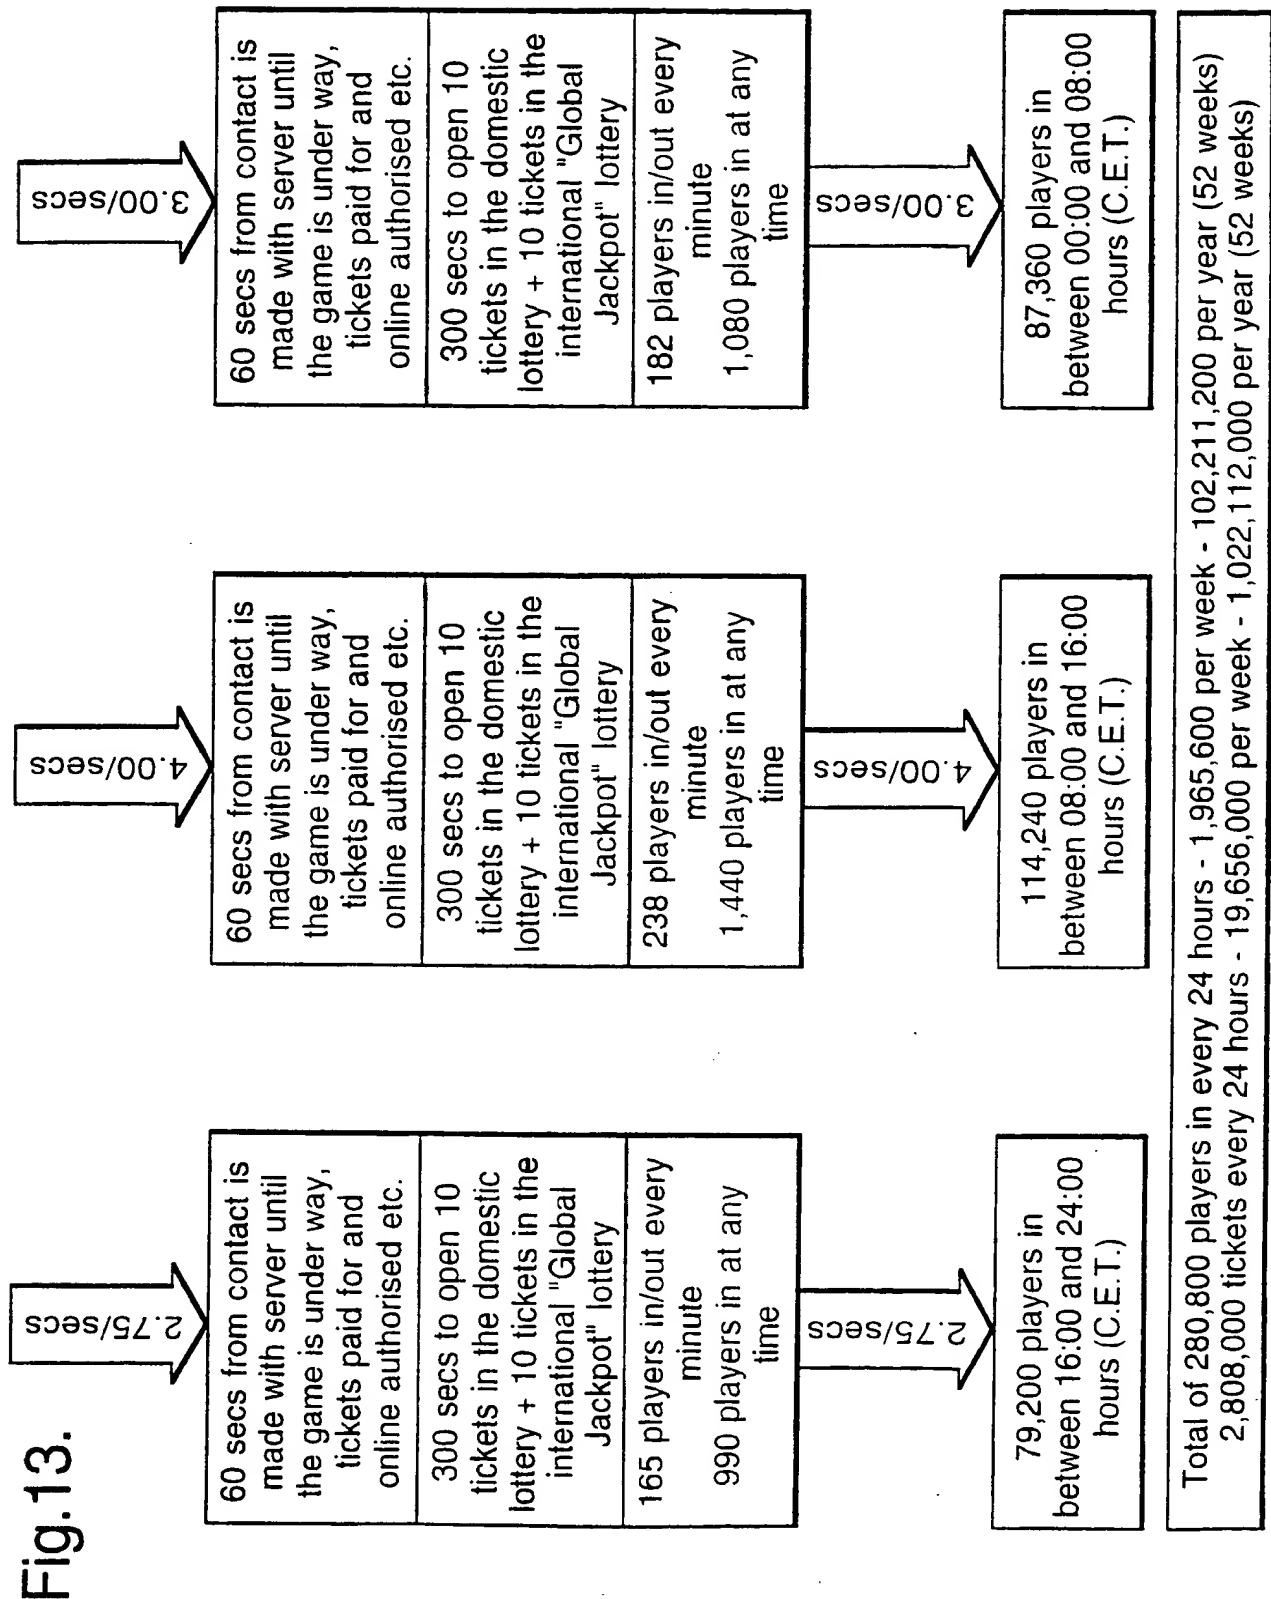 Fig.13.
2.75/secs
60 secs from contact is
made with server until
the game is under way,
tickets paid for and
online authorised etc.
300 secs to open 10
tickets in the domestic
lottery + 10 tickets in the
international "Global
Jackpot" lottery
165 players in/out every
minute
990 players in at any
time
2.75/secs
79,200 players in
between 16:00 and 24:00
hours (C.E.T.)
4.00/secs
60 secs from contact is
made with server until
the game is under way,
tickets paid for and
online authorised etc.
300 secs to open 10
tickets in the domestic
lottery + 10 tickets in the
international "Global
Jackpot" lottery
238 players in/out every
minute
1,440 players in at any
time
4.00/secs
114,240 players in
between 08:00 and 16:00
hours (C.E.T.)
3.00/secs
60 secs from contact is
made with server until
the game is under way,
tickets paid for and
online authorised etc.
300 secs to open 10
tickets in the domestic
lottery + 10 tickets in the
international "Global
Jackpot" lottery
182 players in/out every
minute
1,080 players in at any
time
3.00/secs
87,360 players in
between 00:00 and 08:00
hours (C.E.T.)
Total of 280,800 players in every 24 hours - 1,965,600 per week - 102,211,200 per year (52 weeks)
2,808,000 tickets every 24 hours - 19,656,000 per week - 1,022,112,000 per year (52 weeks)